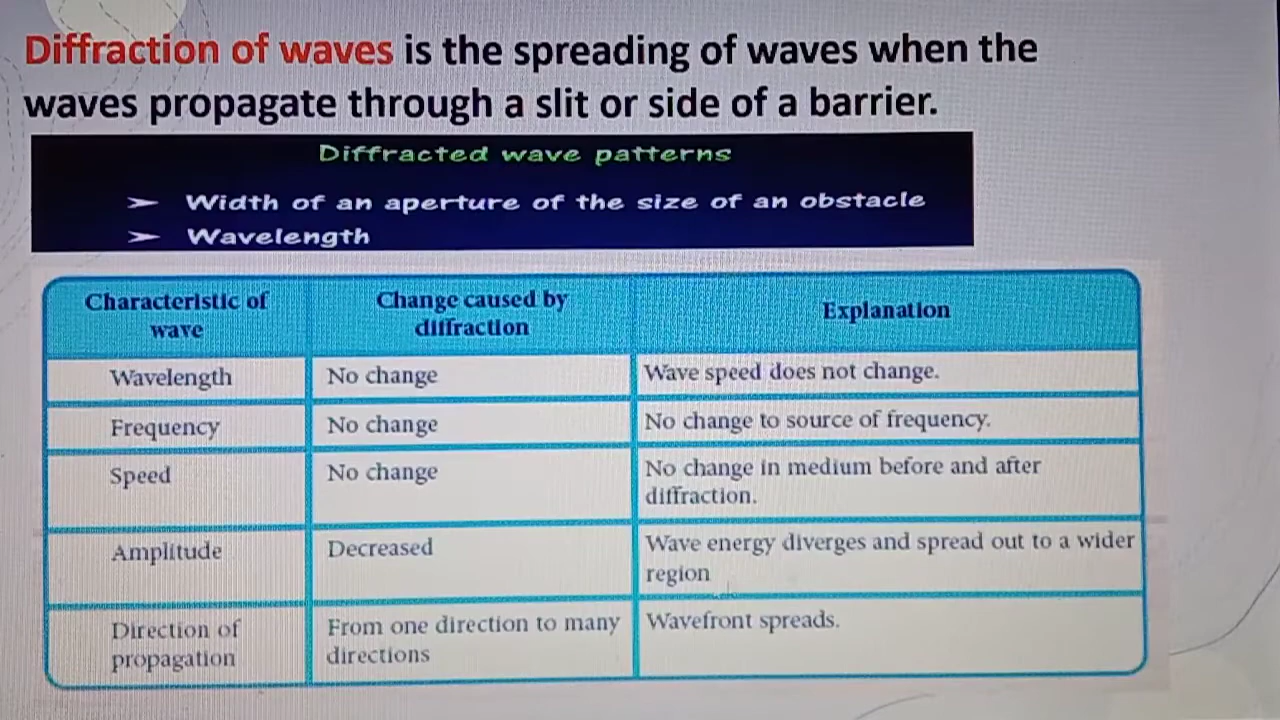 Diffraction of waves is the spreading of waves when the
waves propagate through a slit or side of a barrier.
Diffracted wave patterns
➢ Width of an aperture of the size of an obstacle
➢ Wavelength
Characteristic of wave
Change caused by diffraction
Explanation
Wavelength
No change
Wave speed does not change.
Frequency
No change
No change to source of frequency.
Speed
No change
No change in medium before and after
diffraction.
Amplitude
Decreased
Wave energy diverges and spread out to a wider
region
Direction of
propagation
From one direction to many
directions
Wavefront spreads.